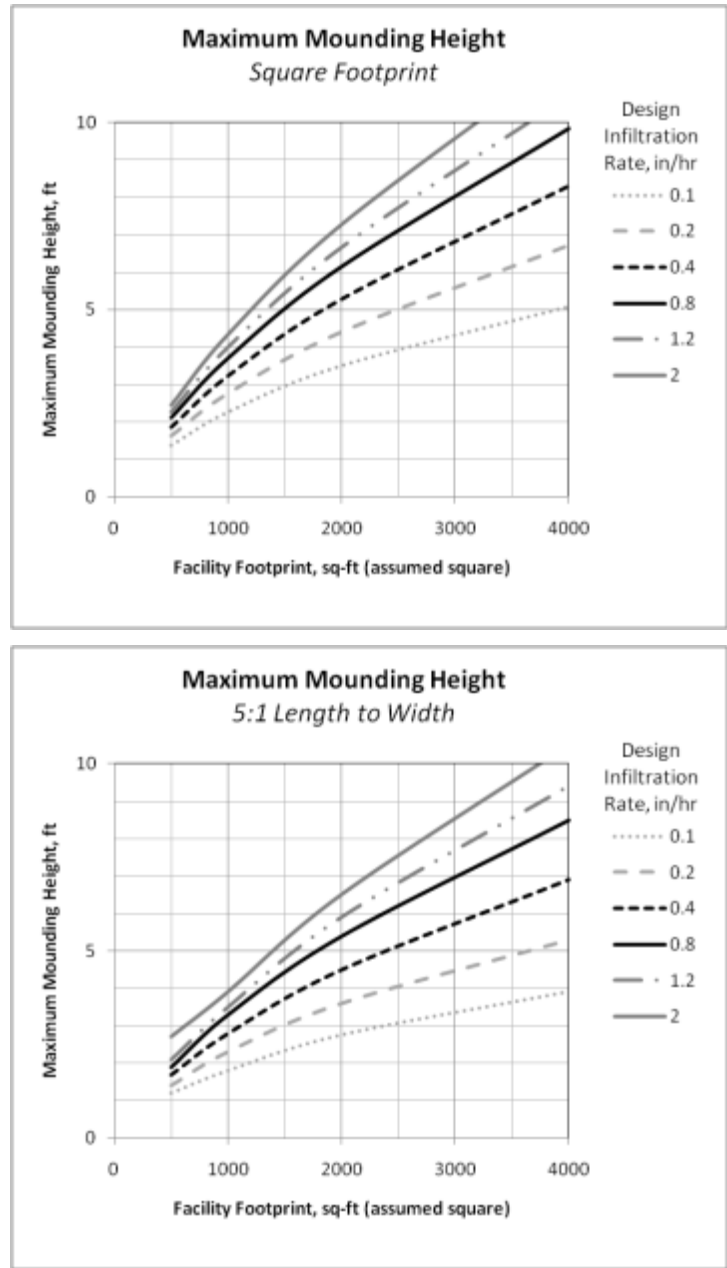 Maximum Mounding Height
Square Footprint
Design
Infiltration
Rate, in/hr
0.1
0.2
0.4
0.8
1.2
2
Maximum Mounding Height, ft
10
5
0
0 1000 2000 3000 4000
Facility Footprint, sq-ft (assumed square)
Maximum Mounding Height
5:1 Length to Width
Design
Infiltration
Rate, in/hr
0.1
0.2
0.4
0.8
1.2
2
Maximum Mounding Height, ft
10
5
0
0 1000 2000 3000 4000
Facility Footprint, sq-ft (assumed square)